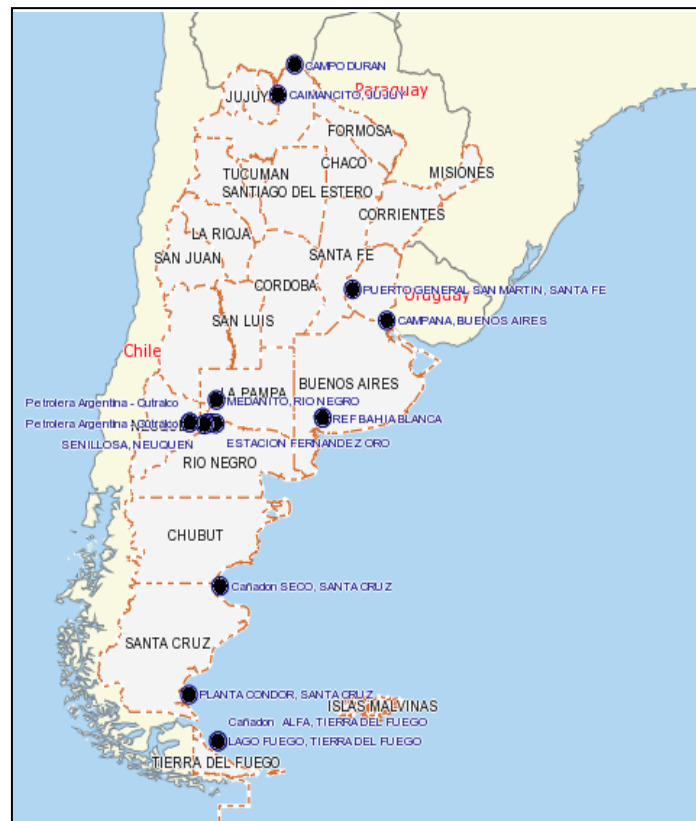 CAMPO DURAN
JUJUY
CAIMANCITO, JUJUY
Paraguay
FORMOSA
CHACO
TUCUMAN
MISIONES
SANTIAGO DEL ESTERO
CORRIENTES
LA RIOJA
SANTA FE
SAN JUAN
CORDOBA
PUERTO GENERAL SAN MARTIN, SANTA FE
Uruguay
SAN LUIS
CAMPANA, BUENOS AIRES
Chile
BUENOS AIRES
LA PAMPA
Petrolera Argentina - Cutralco
MEDANITO, RIO NEGRO
REF BAHIA BLANCA
Petrolera Argentina - Cutralco
SENILLOSA, NEUQUEN
ESTACION FERNANDEZ ORO
RIO NEGRO
CHUBUT
Cañadon SECO, SANTA CRUZ
SANTA CRUZ
PLANTA CONDOR, SANTA CRUZ
ISLAS MALVINAS
Cañadon ALFA, TIERRA DEL FUEGO
LAGO FUEGO, TIERRA DEL FUEGO
TIERRA DEL FUEGO